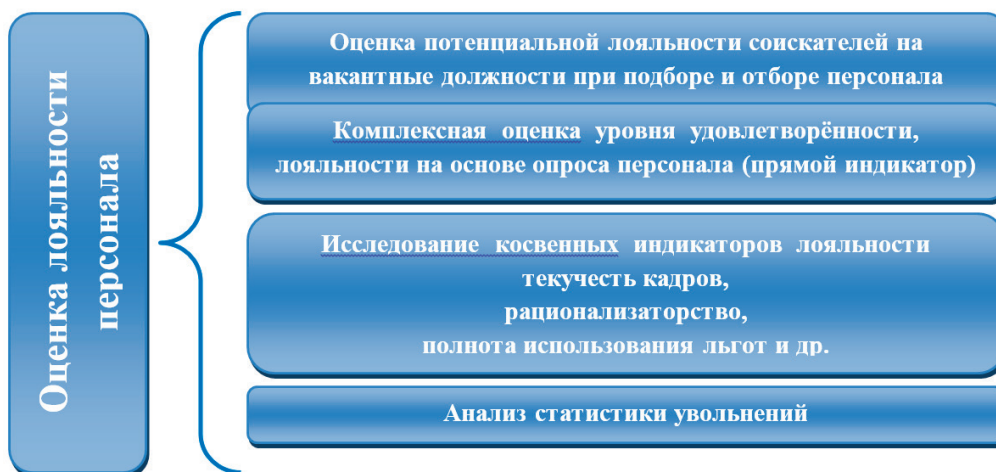 Оценка лояльности
персонала
Оценка потенциальной лояльности соискателей на
вакантные должности при подборе и отборе персонала
Комплексная оценка уровня удовлетворённости,
лояльности на основе опроса персонала (прямой индикатор)
Исследование косвенных индикаторов лояльности
текучесть кадров,
рационализаторство,
полнота использования льгот и др.
Анализ статистики увольнений